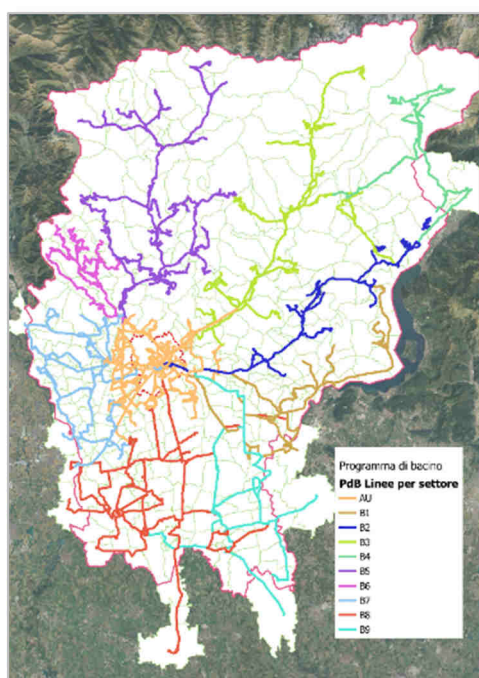 Programma di bacino
PdB Linee per settore
AU
B1
B2
B3
B4
B5
B6
B7
B8
B9